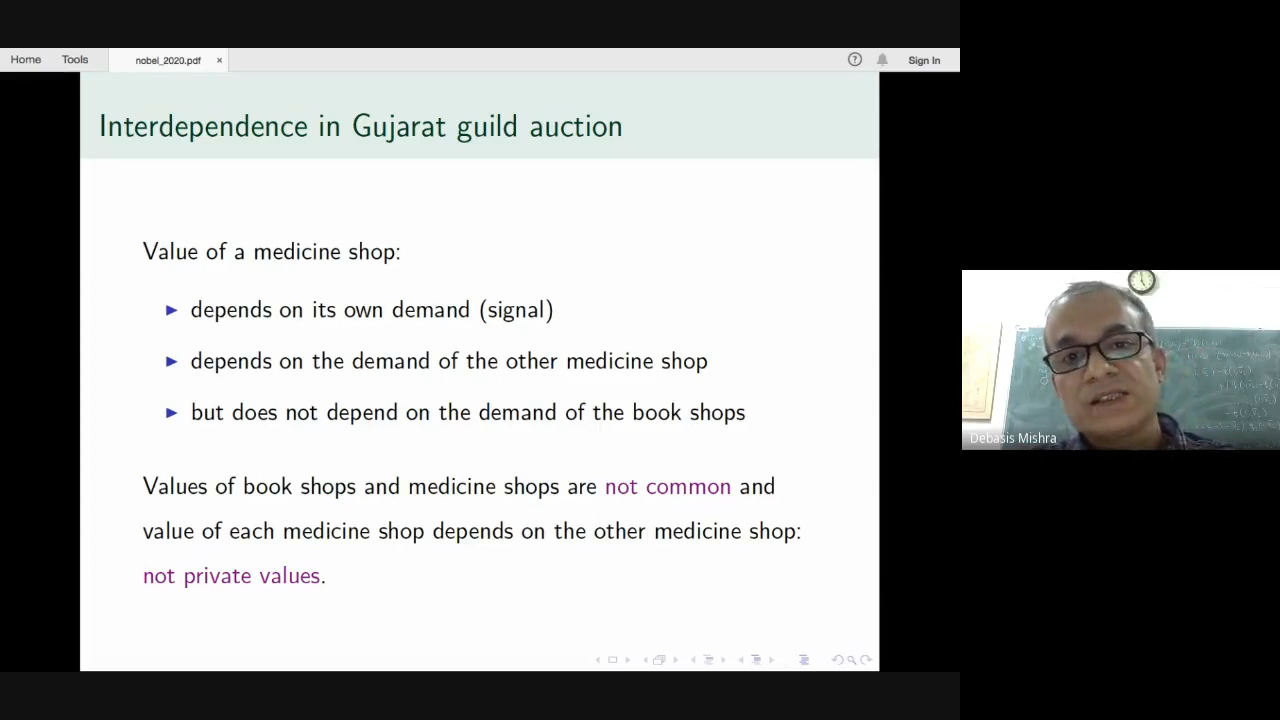 Home Tools nobel_2020.pdf × Sign In
Interdependence in Gujarat guild auction
Value of a medicine shop:
▶ depends on its own demand (signal)
▶ depends on the demand of the other medicine shop
▶ but does not depend on the demand of the book shops
Values of book shops and medicine shops are not common and
value of each medicine shop depends on the other medicine shop:
not private values.
Debasis Mishra